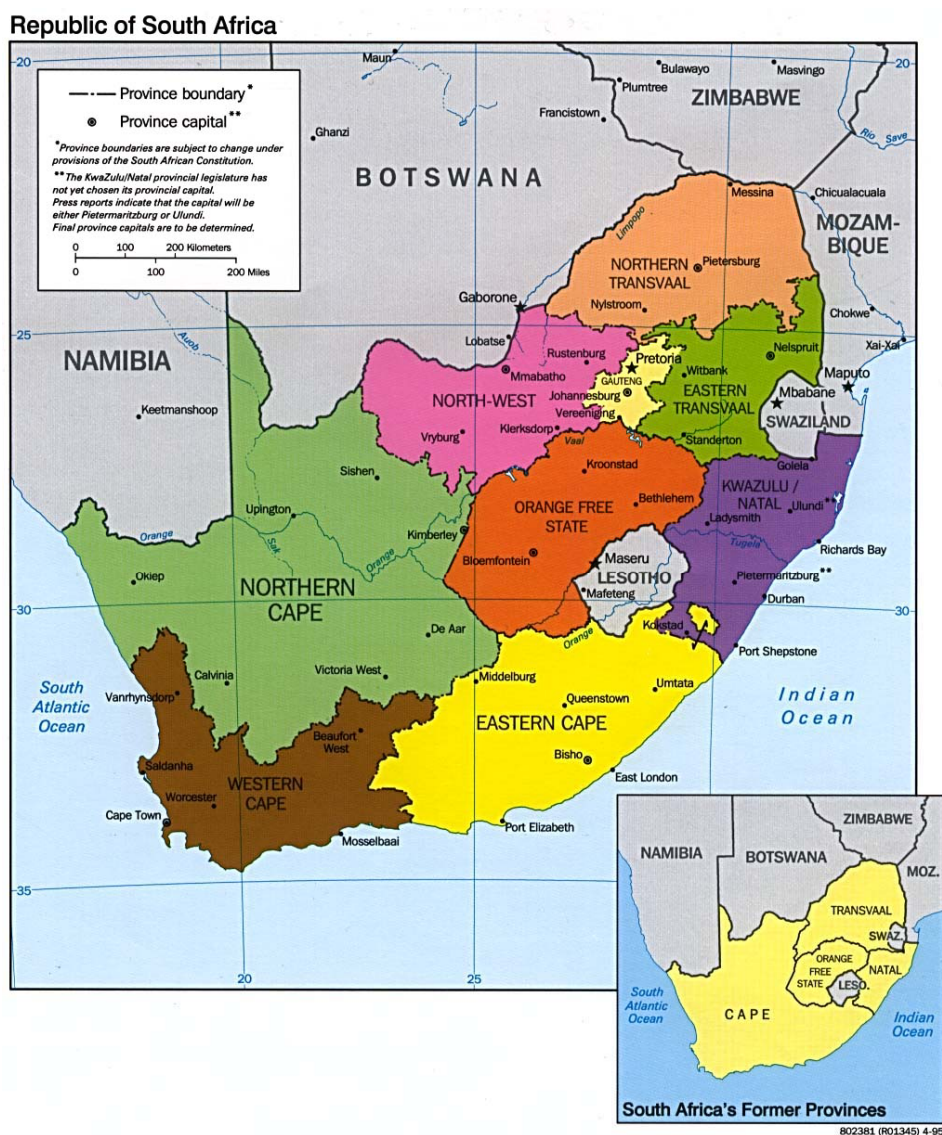 Republic of South Africa
Province boundary*
Province capital**
*Province boundaries are subject to change under
provisions of the South African Constitution.
**The KwaZulu/Natal provincial legislature has
not yet chosen its provincial capital.
Press reports indicate that the capital will be
either Pietermaritzburg or Ulundi.
Final province capitals are to be determined.
0 100 200 Kilometers
0 100 200 Miles
20
20
Maun
Bulawayo
Masvingo
Plumtree
ZIMBABWE
Francistown
Ghanzi
Rio Save
BOTSWANA
Messina
Chicualacuala
Limpopo
MOZAM-
BIQUE
NORTHERN
TRANSVAAL
Pietersburg
Gaborone
Nylstroom
Chokwe
25
Auob
Lobatse
Xai-Xai
NAMIBIA
Rustenburg
Pretoria
Nelspruit
Mmabatho
GAUTENG
Witbank
Maputo
NORTH-WEST
Johannesburg
EASTERN
TRANSVAAL
Mbabane
Keetmanshoop
Vereeniging
SWAZILAND
Vryburg
Klerksdorp
Vaal
Standerton
Golela
Sishen
Kroonstad
KWAZULU /
NATAL
Upington
ORANGE FREE
STATE
Bethlehem
Ulundi
Ladysmith
Orange
Sak
Kimberley
Orange
Bloemfontein
Maseru
Tugela
Richards Bay
Okiep
LESOTHO
Pietermaritzburg**
NORTHERN
CAPE
Mafeteng
Durban
30
30
De Aar
Orange
Kokstad
Port Shepstone
Calvinia
Victoria West
Middelburg
Umtata
South
Atlantic
Ocean
Vanrhynsdorp
Queenstown
Indian
Ocean
EASTERN CAPE
Beaufort
West
Bisho
Saldanha
WESTERN
CAPE
East London
Worcester
Cape Town
Port Elizabeth
Mosselbaai
35
20
25
ZIMBABWE
NAMIBIA
BOTSWANA
MOZ.
TRANSVAAL
SWAZ.
ORANGE
FREE
STATE
NATAL
LESO.
South
Atlantic
Ocean
CAPE
Indian
Ocean
South Africa's Former Provinces
802381 (R01345) 4-95